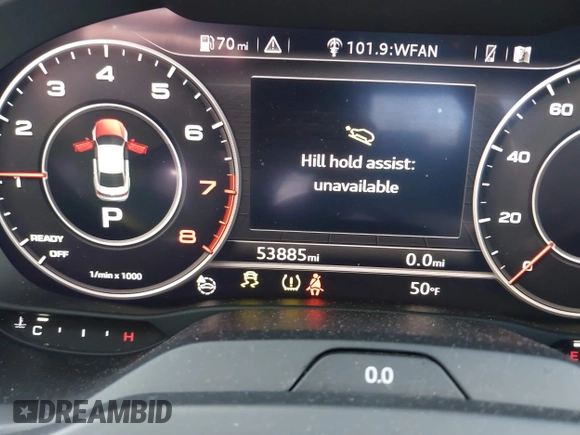 70 mi 101.9:WFAN
1 2 3 4 5 6 7 8
P
READY
OFF
1/min x 1000
Hill hold assist:
unavailable
53885mi 0.0mi
50°F
0 20 40 60
C H
E
0.0
DREAMBID